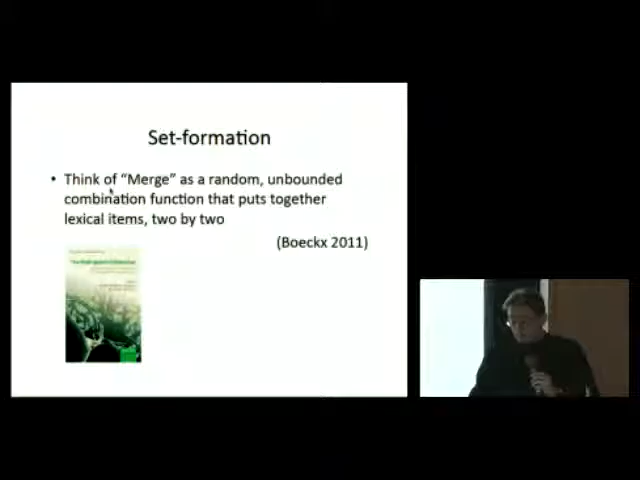 Set-formation
• Think of “Merge” as a random, unbounded
combination function that puts together
lexical items, two by two
(Boeckx 2011)